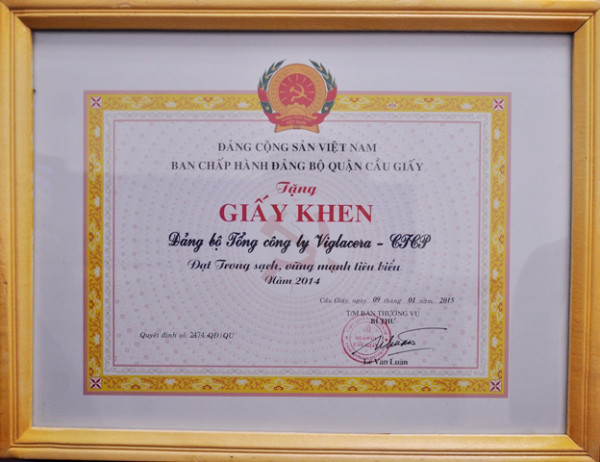 ĐẢNG CỘNG SẢN VIỆT NAM
BAN CHẤP HÀNH ĐẢNG BỘ QUẬN CẦU GIẤY
Tặng
GIẤY KHEN
Đảng bộ Tổng công ty Viglacera - CTCP
Đạt Trong sạch, vững mạnh tiêu biểu
Năm 2014
Cầu Giấy, ngày 09 tháng 01 năm 2015
T/M BAN THƯỜNG VỤ
BÍ THƯ
Quyết định số: 2474-QĐ/QU
Lê Văn Luân